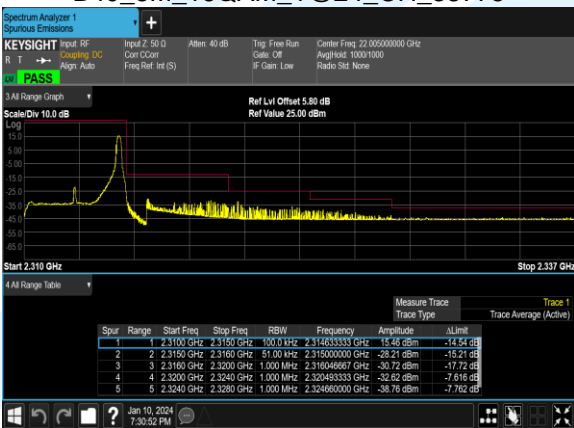 Spectrum Analyzer 1
Spurious Emissions
+
KEYSIGHT Input: RF Input Z: 50 Ω Atten: 40 dB Trig: Free Run Center Freq: 22.005000000 GHz
R T Coupling: DC Corr CCorr Gate: Off Avg|Hold: 1000/1000
Align: Auto Freq Ref: Int (S) IF Gain: Low Radio Std: None
PASS
3 All Range Graph Ref Lvl Offset 5.80 dB
Scale/Div 10.0 dB Ref Value 25.00 dBm
Log
15.0
5.00
-15.0
-25.0
-35.0
-45.0
-55.0
-65.0
Start 2.310 GHz Stop 2.337 GHz
4 All Range Table
Measure Trace Trace 1
Trace Type Trace Average (Active)
Spur Range Start Freq Stop Freq RBW Frequency Amplitude ΔLimit
1 1 2.3100 GHz 2.3150 GHz 100.0 kHz 2.314633333 GHz 15.46 dBm -14.54 dB
2 2 2.3150 GHz 2.3160 GHz 51.00 kHz 2.315000000 GHz -28.21 dBm -15.21 dB
3 3 2.3160 GHz 2.3200 GHz 1.000 MHz 2.316046667 GHz -30.72 dBm -17.72 dB
4 4 2.3200 GHz 2.3240 GHz 1.000 MHz 2.320493333 GHz -32.62 dBm -7.616 dB
5 5 2.3240 GHz 2.3280 GHz 1.000 MHz 2.324660000 GHz -38.76 dBm -7.762 dB
? Jan 10, 2024
7:30:52 PM